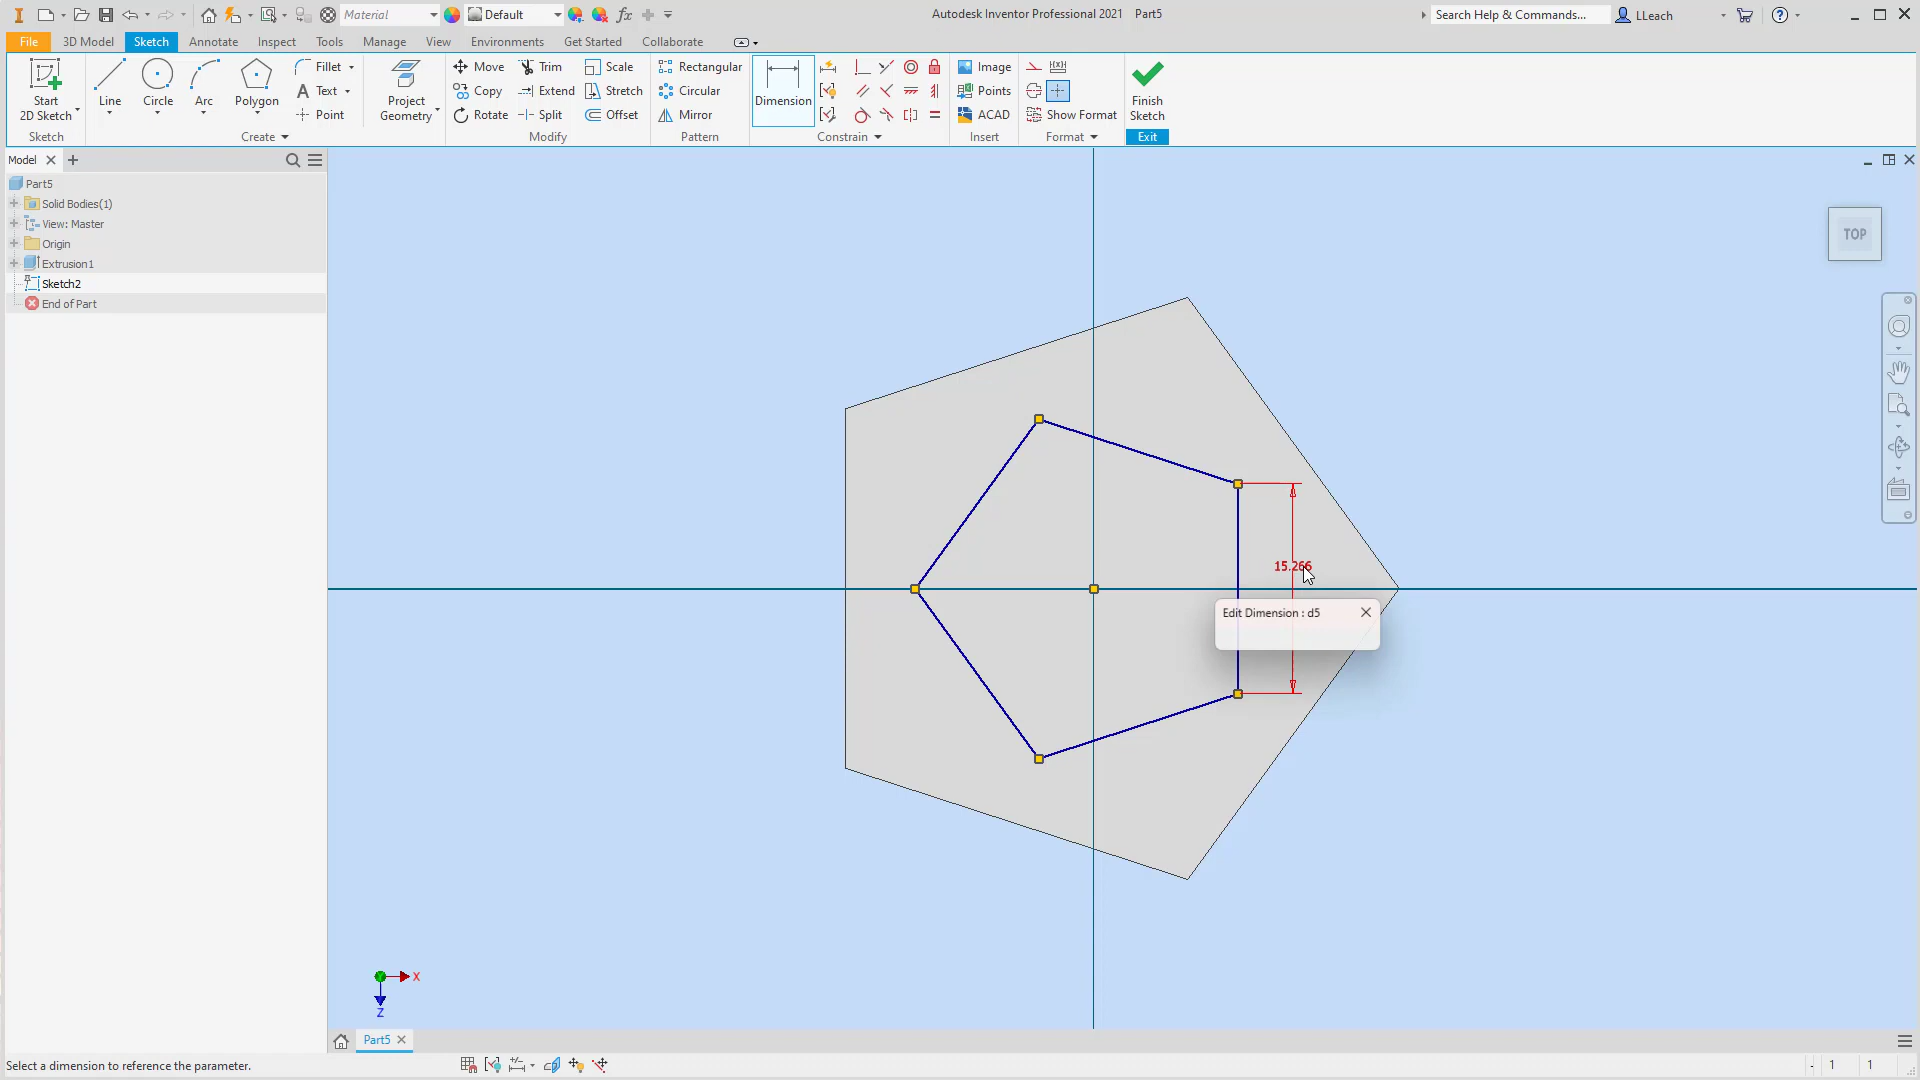 Material
Default
Autodesk Inventor Professional 2021 Part5
Search Help & Commands...
LLeach
File 3D Model Sketch Annotate Inspect Tools Manage View Environments Get Started Collaborate
Start
2D Sketch
Line
Circle
Arc
Polygon
Fillet
Text
Point
Project
Geometry
Move
Copy
Rotate
Trim
Extend
Split
Scale
Stretch
Offset
Rectangular
Circular
Mirror
Dimension
Image
Points
ACAD
Show Format
Finish
Sketch
Sketch Create Modify Pattern Constrain Insert Format Exit
Model
Part5
Solid Bodies(1)
View: Master
Origin
Extrusion1
Sketch2
End of Part
TOP
15.266
Edit Dimension : d5
X
Z
Part5
Select a dimension to reference the parameter.
1 1